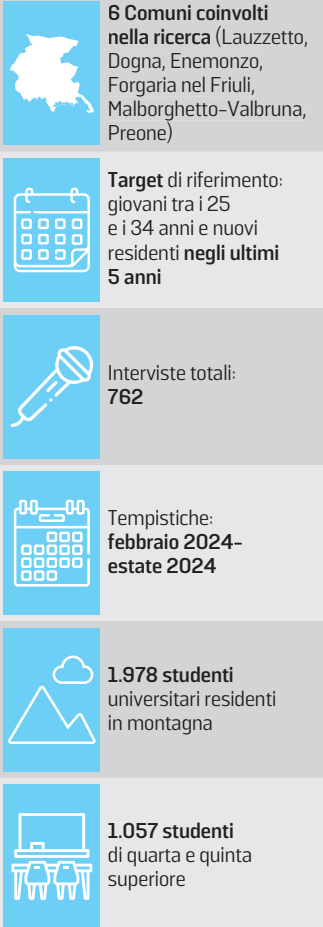 6 Comuni coinvolti
nella ricerca (Lauzzetto,
Dogna, Enemonzo,
Forgaria nel Friuli,
Malborghetto-Valbruna,
Preone)
Target di riferimento:
giovani tra i 25
e i 34 anni e nuovi
residenti negli ultimi
5 anni
Interviste totali:
762
Tempistiche:
febbraio 2024-
estate 2024
1.978 studenti
universitari residenti
in montagna
1.057 studenti
di quarta e quinta
superiore